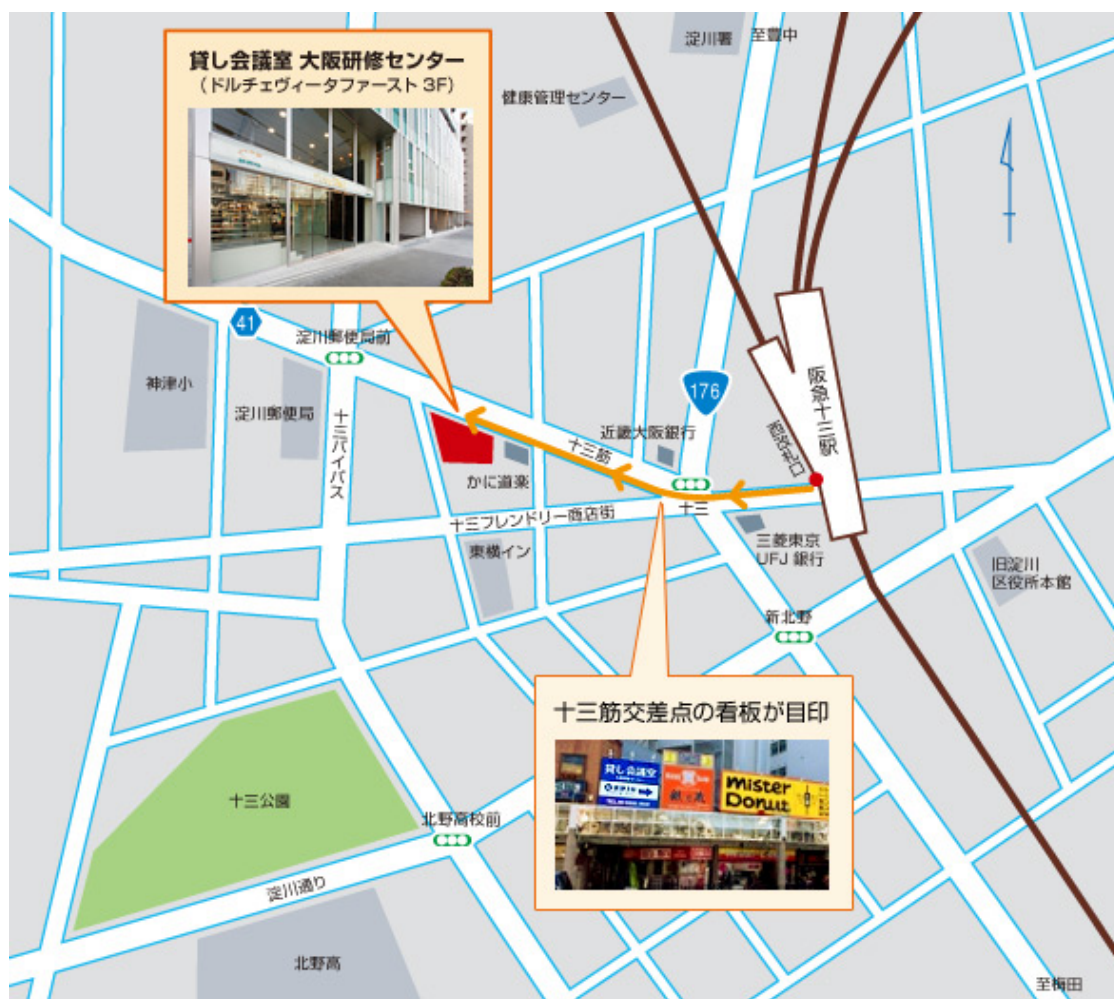 貸し会議室 大阪研修センター
（ドルチェヴィータファースト 3F）
淀川署
至豊中
健康管理センター
41
淀川郵便局前
神津小
淀川郵便局
十三バイパス
176
阪急十三駅
西改札口
近畿大阪銀行
十三筋
かに道楽
十三
十三フレンドリー商店街
東横イン
三菱東京
UFJ 銀行
旧淀川
区役所本館
新北野
十三筋交差点の看板が目印
貸し会議室
Mister
Donut
十三公園
北野高校前
淀川通り
北野高
至梅田